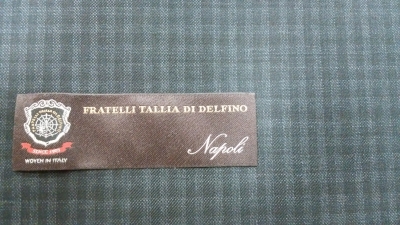 FRATELLI TALLIA DI DELFINO
Napoli
WOVEN IN ITALY